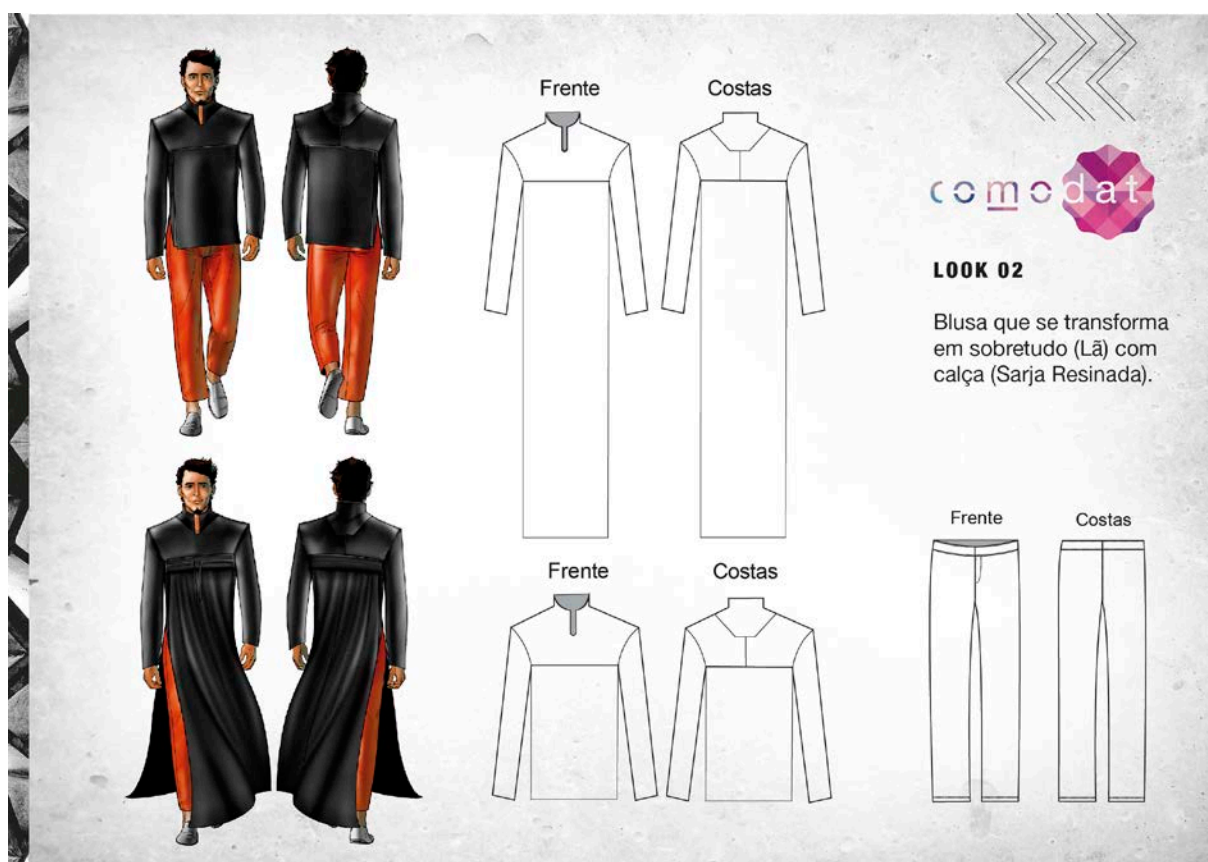 Frente
Costas
comodat
LOOK 02
Blusa que se transforma
em sobretudo (Lã) com
calça (Sarja Resinada).
Frente
Costas
Frente
Costas